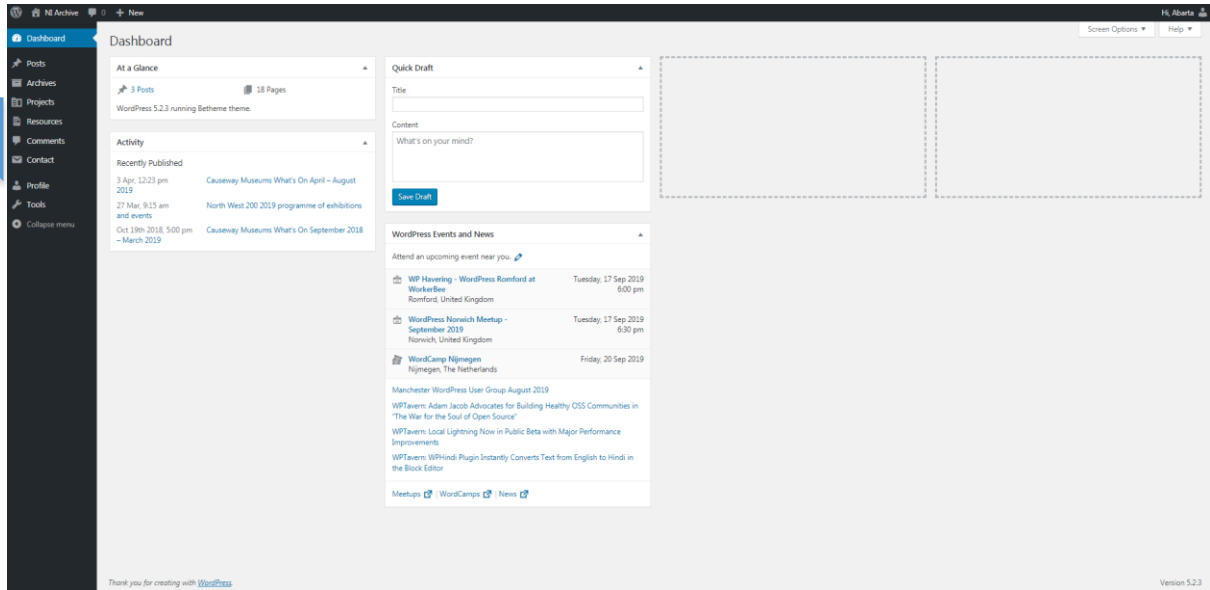 NI Archive 0 + New Hi, Abarta
Dashboard
Posts
Archives
Projects
Resources
Comments
Contact
Profile
Tools
Collapse menu
Screen Options ▼ Help ▼
Dashboard
At a Glance
3 Posts 18 Pages
WordPress 5.2.3 running Betheme theme.
Activity
Recently Published
3 Apr, 12:23 pm Causeway Museums What's On April – August
2019
27 Mar, 9:15 am North West 200 2019 programme of exhibitions
and events
Oct 19th 2018, 5:00 pm Causeway Museums What's On September 2018
– March 2019
Quick Draft
Title
Content
What's on your mind?
Save Draft
WordPress Events and News
Attend an upcoming event near you.
WP Havering - WordPress Romford at Tuesday, 17 Sep 2019
WorkerBee 6:00 pm
Romford, United Kingdom
WordPress Norwich Meetup - Tuesday, 17 Sep 2019
September 2019 6:30 pm
Norwich, United Kingdom
WordCamp Nijmegen Friday, 20 Sep 2019
Nijmegen, The Netherlands
Manchester WordPress User Group August 2019
WPTavern: Adam Jacob Advocates for Building Healthy OSS Communities in
"The War for the Soul of Open Source"
WPTavern: Local Lightning Now in Public Beta with Major Performance
Improvements
WPTavern: WPHindi Plugin Instantly Converts Text from English to Hindi in
the Block Editor
Meetups | WordCamps | News
Thank you for creating with WordPress. Version 5.2.3